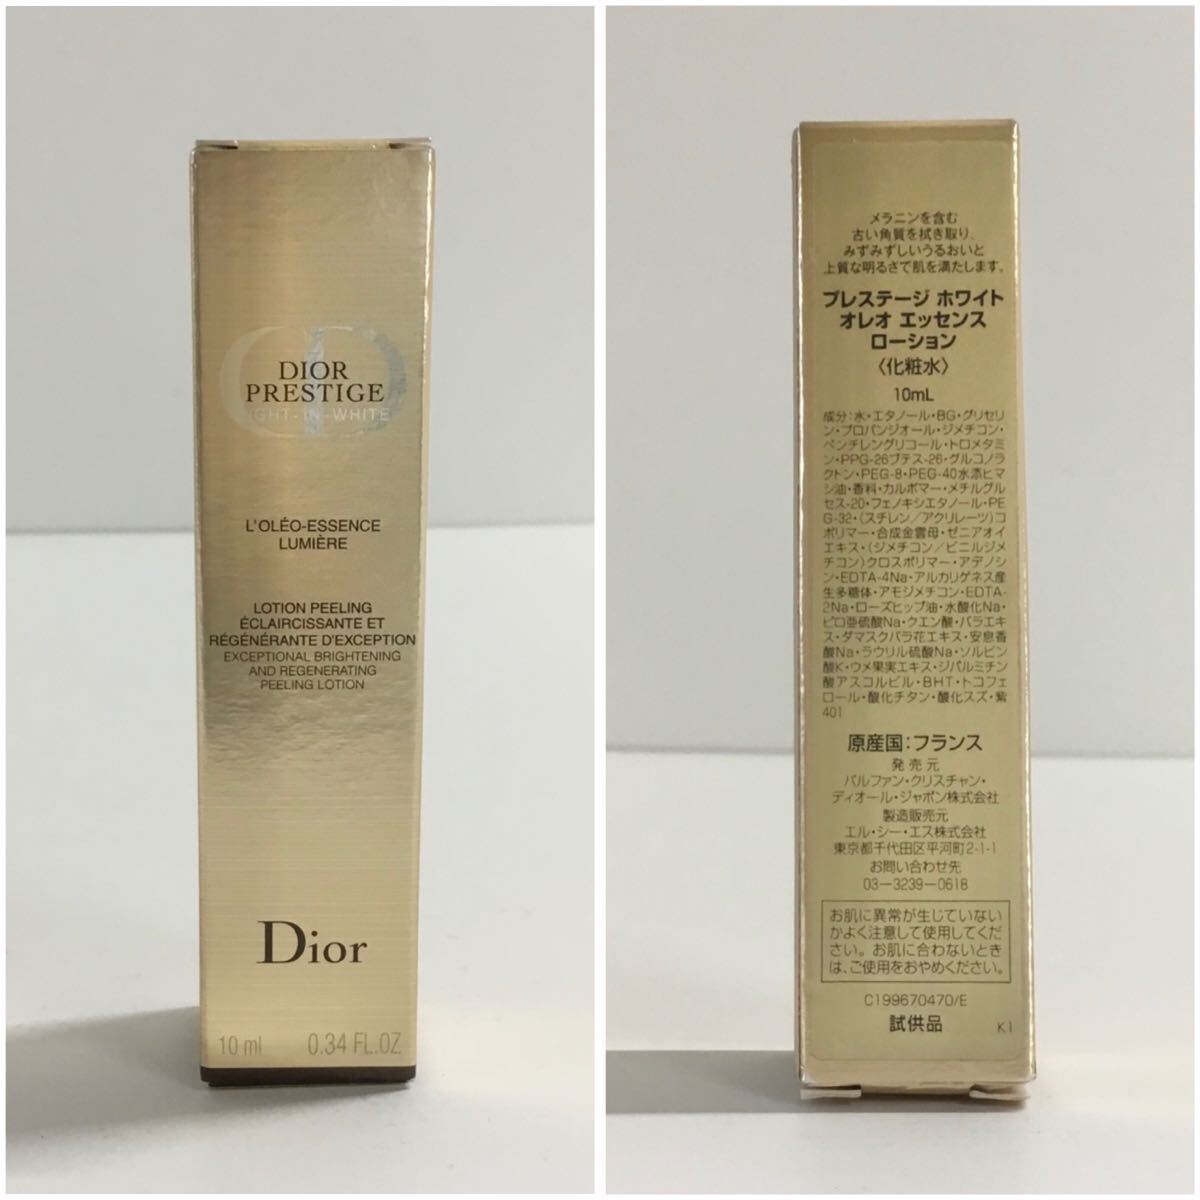 DIOR
PRESTIGE
IGHT-IN-WHITE
L'OLÉO-ESSENCE
LUMIÈRE
LOTION PEELING
ÉCLAIRCISSANTE ET
RÉGÉNÉRANTE D'EXCEPTION
EXCEPTIONAL BRIGHTENING
AND REGENERATING
PEELING LOTION
Dior
10 ml 0.34 FL.OZ
メラニンを含む
古い角質を拭き取り、
みずみずしいうるおいと
上質な明るさで肌を満たします。
プレステージ ホワイト
オレオ エッセンス
ローション
〈化粧水〉
10mL
成分:水・エタノール・BG・グリセリ
ン・プロパンジオール・ジメチコン・
ペンチレングリコール・トロメタミ
ン・PPG-26ブテス-26・グルコノラ
クトン・PEG-8・PEG-40水添ヒマ
シ油・香料・カルボマー・メチルグル
セス-20・フェノキシエタノール・PE
G-32・(スチレン/アクリレーツ)コ
ポリマー・合成金雲母・ゼニアオイ
エキス・(ジメチコン/ビニルジメ
チコン)クロスポリマー・アデノシ
ン・EDTA-4Na・アルカリゲネス産
生多糖体・アモジメチコン・EDTA-
2Na・ローズヒップ油・水酸化Na・
ピロ亜硫酸Na・クエン酸・バラエキ
ス・ダマスクバラ花エキス・安息香
酸Na・ラウリル硫酸Na・ソルビン
酸K・ウメ果実エキス・ジパルミチン
酸アスコルビル・BHT・トコフェ
ロール・酸化チタン・酸化スズ・紫
401
原産国:フランス
発売元
パルファン・クリスチャン・
ディオール・ジャポン株式会社
製造販売元
エル・シー・エス株式会社
東京都千代田区平河町2-1-1
お問い合わせ先
03-3239-0618
お肌に異常が生じていない
かよく注意して使用してくだ
さい。お肌に合わないとき
は、ご使用をおやめください。
C199670470/E
試供品 K1